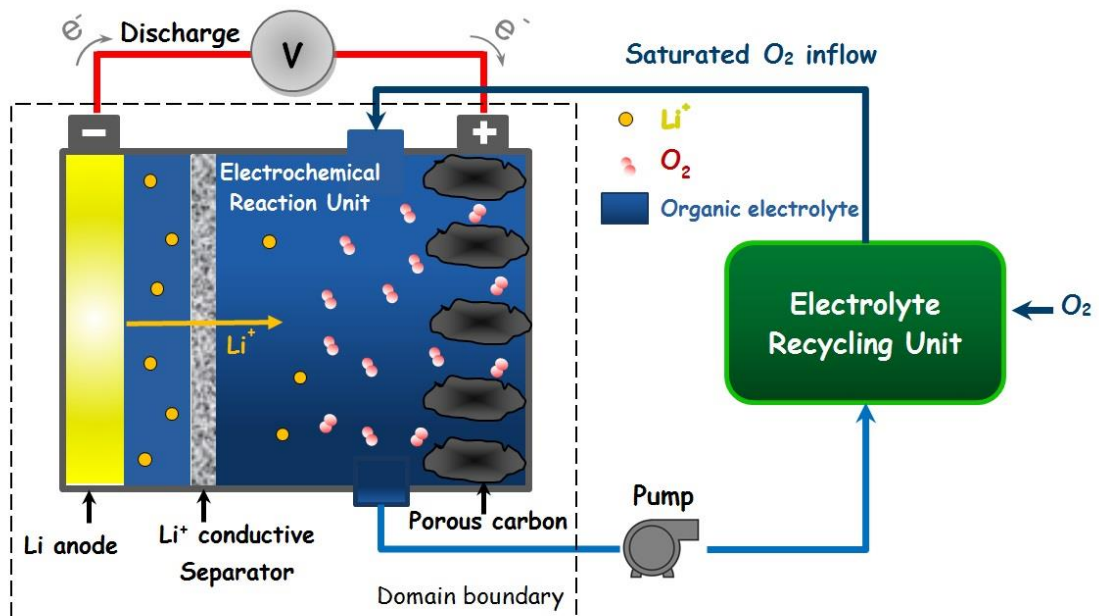 e⁻
Discharge
V
e⁻
Saturated O₂ inflow
−
+
Li⁺
O₂
Organic electrolyte
Electrochemical
Reaction Unit
Li⁺
Electrolyte
Recycling Unit
O₂
Li anode
Li⁺ conductive
Separator
Porous carbon
Pump
Domain boundary